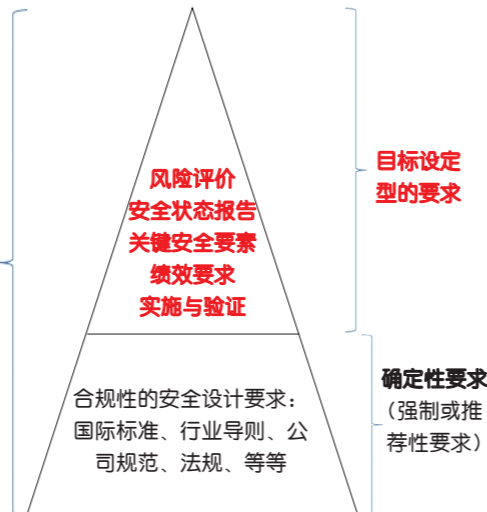 风险评价
安全状态报告
关键安全要素
绩效要求
实施与验证
目标设定
型的要求
合规性的安全设计要求：
国际标准、行业导则、公
司规范、法规、等等
确定性要求
（强制或推
荐性要求）